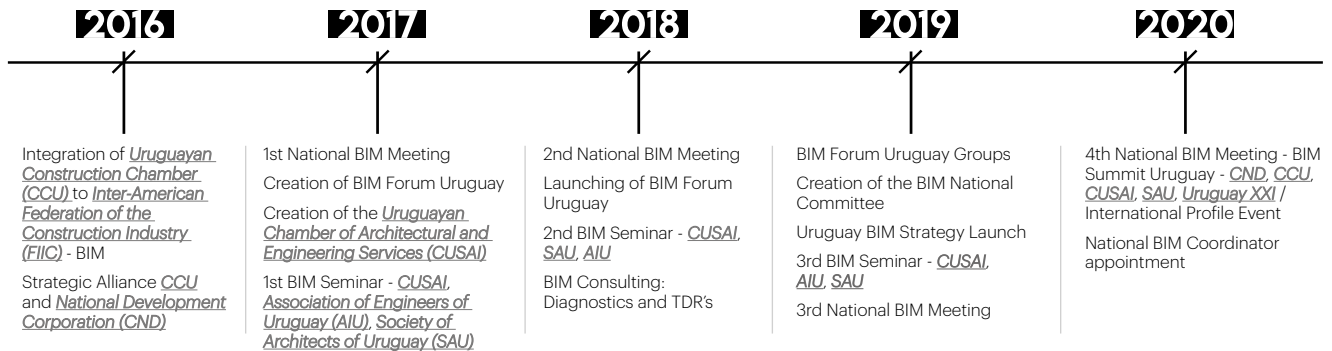 2016
Integration of Uruguayan
Construction Chamber
(CCU) to Inter-American
Federation of the
Construction Industry
(FIIC) - BIM
Strategic Alliance CCU
and National Development
Corporation (CND)
2017
1st National BIM Meeting
Creation of BIM Forum Uruguay
Creation of the Uruguayan
Chamber of Architectural and
Engineering Services (CUSAI)
1st BIM Seminar - CUSAI,
Association of Engineers of
Uruguay (AIU), Society of
Architects of Uruguay (SAU)
2018
2nd National BIM Meeting
Launching of BIM Forum
Uruguay
2nd BIM Seminar - CUSAI,
SAU, AIU
BIM Consulting:
Diagnostics and TDR's
2019
BIM Forum Uruguay Groups
Creation of the BIM National
Committee
Uruguay BIM Strategy Launch
3rd BIM Seminar - CUSAI,
AIU, SAU
3rd National BIM Meeting
2020
4th National BIM Meeting - BIM
Summit Uruguay - CND, CCU,
CUSAI, SAU, Uruguay XXI /
International Profile Event
National BIM Coordinator
appointment